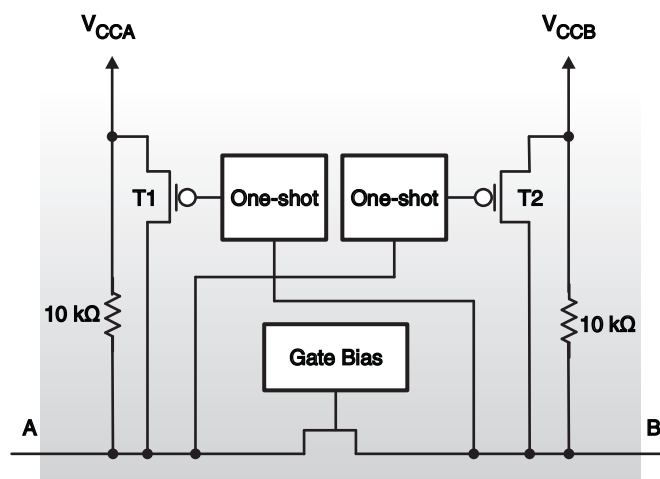 VCCA
VCCB
T1
One-shot
One-shot
T2
10 kΩ
10 kΩ
Gate Bias
A
B